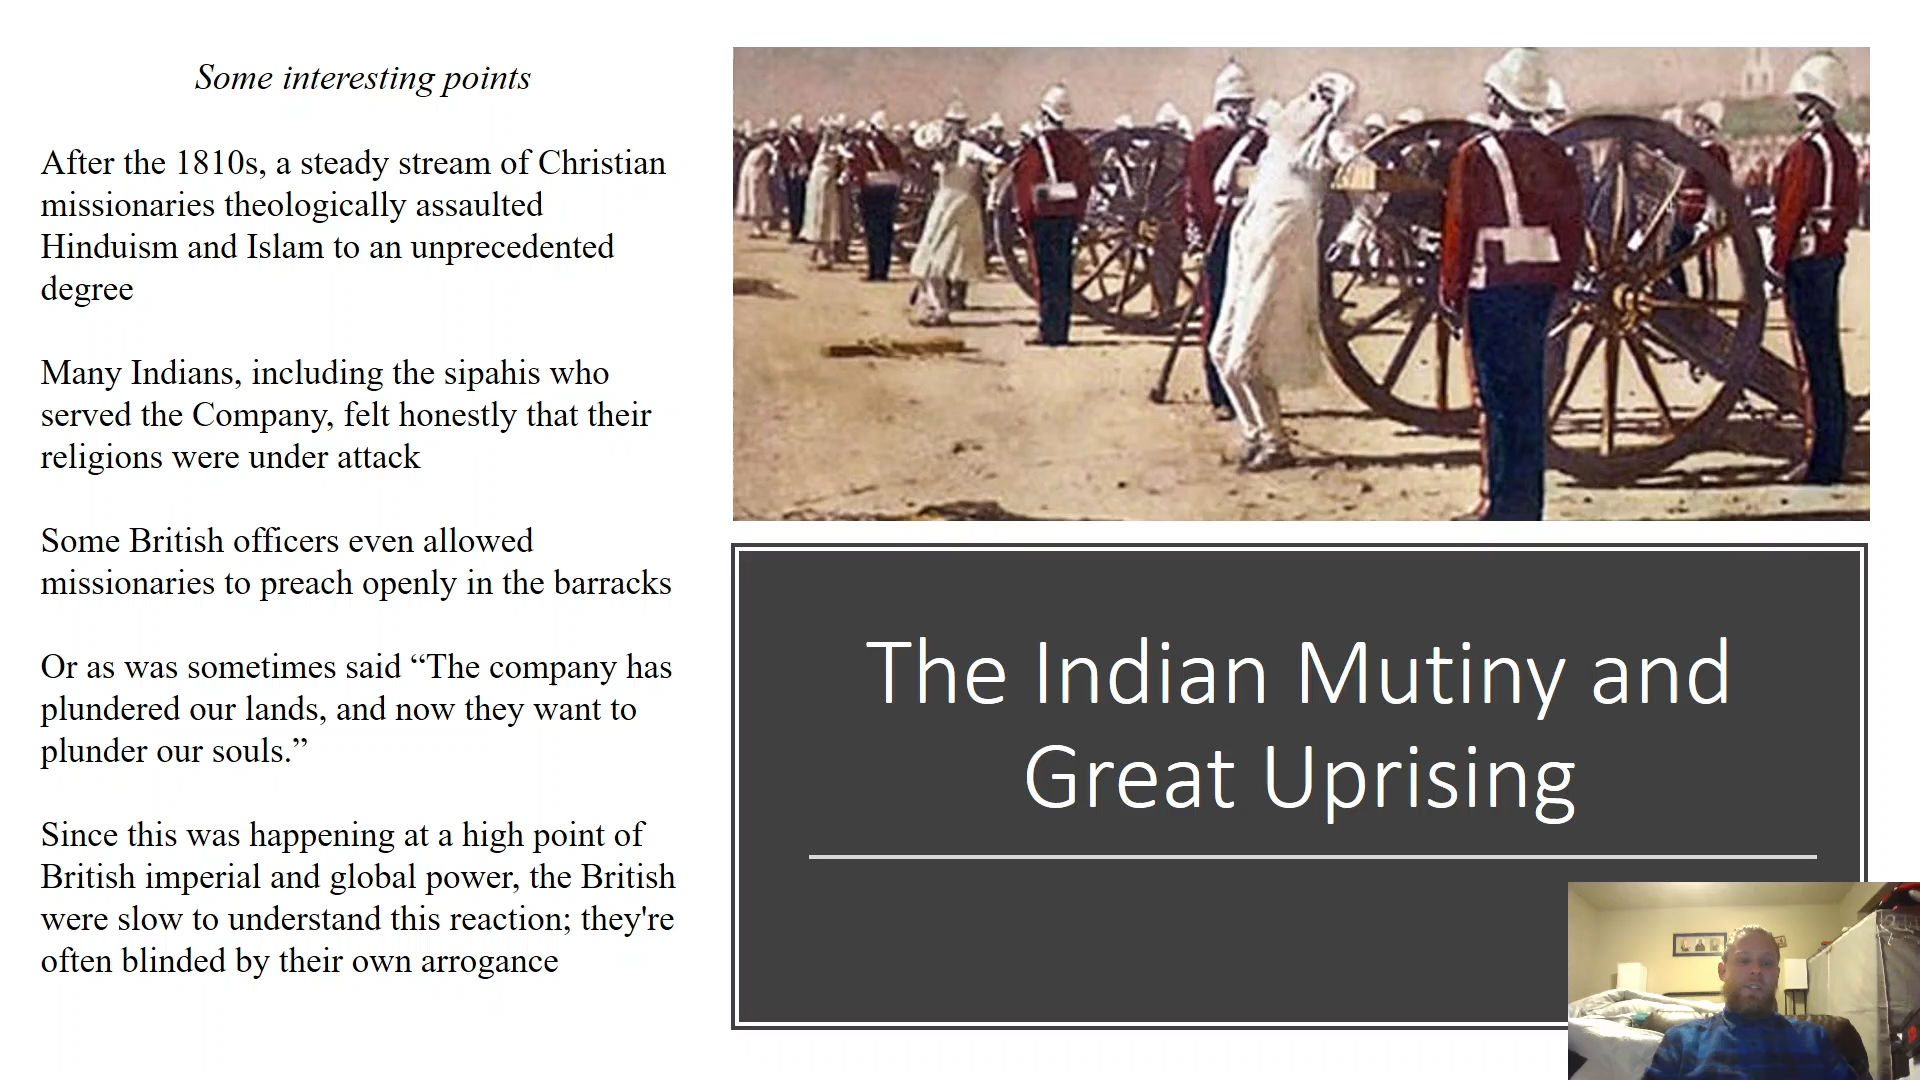 Some interesting points
After the 1810s, a steady stream of Christian
missionaries theologically assaulted
Hinduism and Islam to an unprecedented
degree
Many Indians, including the sipahis who
served the Company, felt honestly that their
religions were under attack
Some British officers even allowed
missionaries to preach openly in the barracks
Or as was sometimes said “The company has
plundered our lands, and now they want to
plunder our souls.”
Since this was happening at a high point of
British imperial and global power, the British
were slow to understand this reaction; they're
often blinded by their own arrogance
The Indian Mutiny and
Great Uprising